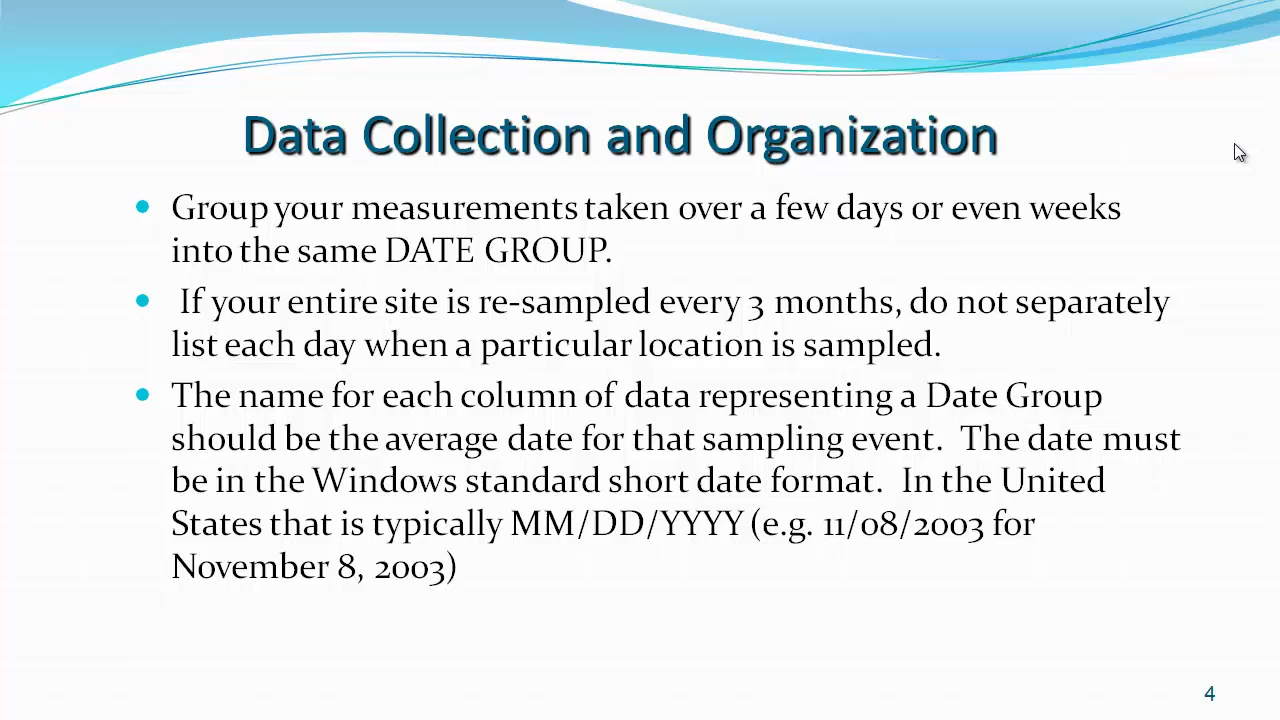 Data Collection and Organization
Group your measurements taken over a few days or even weeks
into the same DATE GROUP.
If your entire site is re-sampled every 3 months, do not separately
list each day when a particular location is sampled.
The name for each column of data representing a Date Group
should be the average date for that sampling event.  The date must
be in the Windows standard short date format.  In the United
States that is typically MM/DD/YYYY (e.g. 11/08/2003 for
November 8, 2003)
4